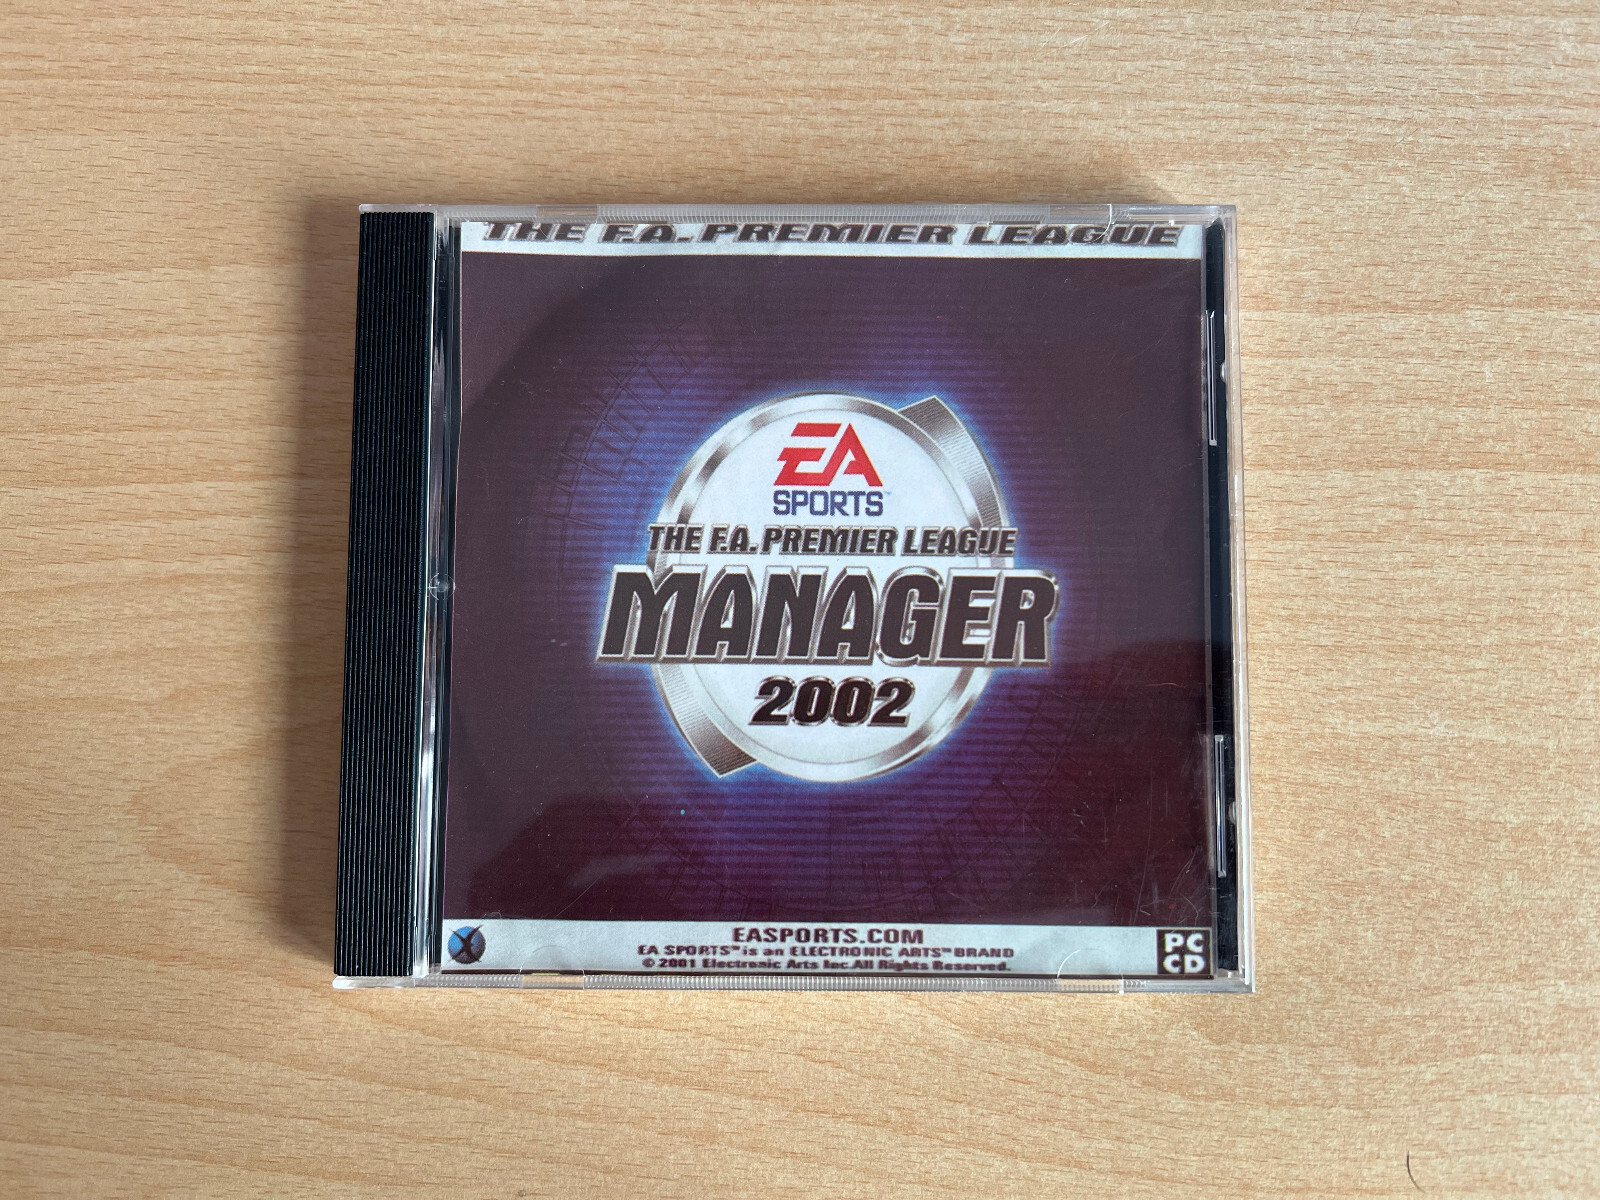 THE F.A. PREMIER LEAGUE
EA
SPORTS™
THE F.A. PREMIER LEAGUE
MANAGER
2002
EASPORTS.COM
EA SPORTS™ is an ELECTRONIC ARTS™ BRAND
© 2001 Electronic Arts Inc.All Rights Reserved.
PC
CD